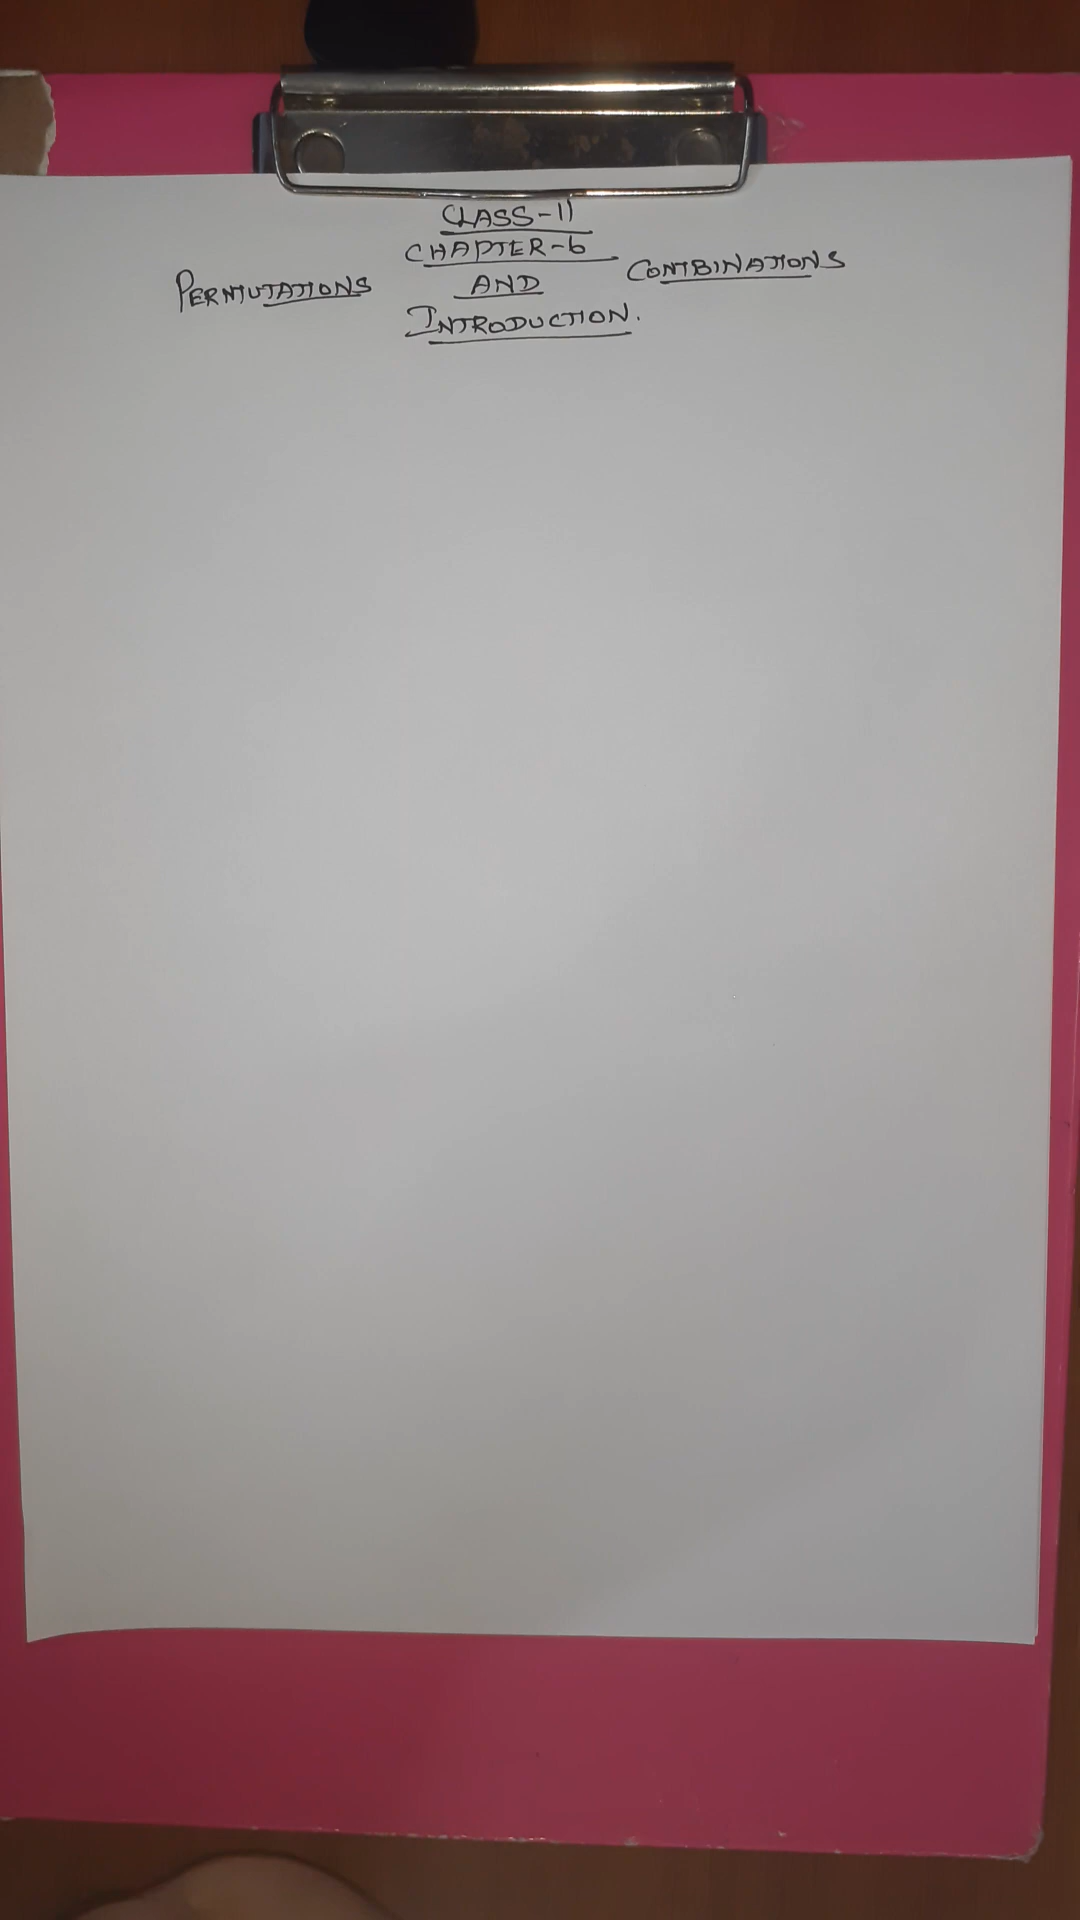 CLASS-11
CHAPTER-6
PERMUTATIONS AND COMBINATIONS
INTRODUCTION.